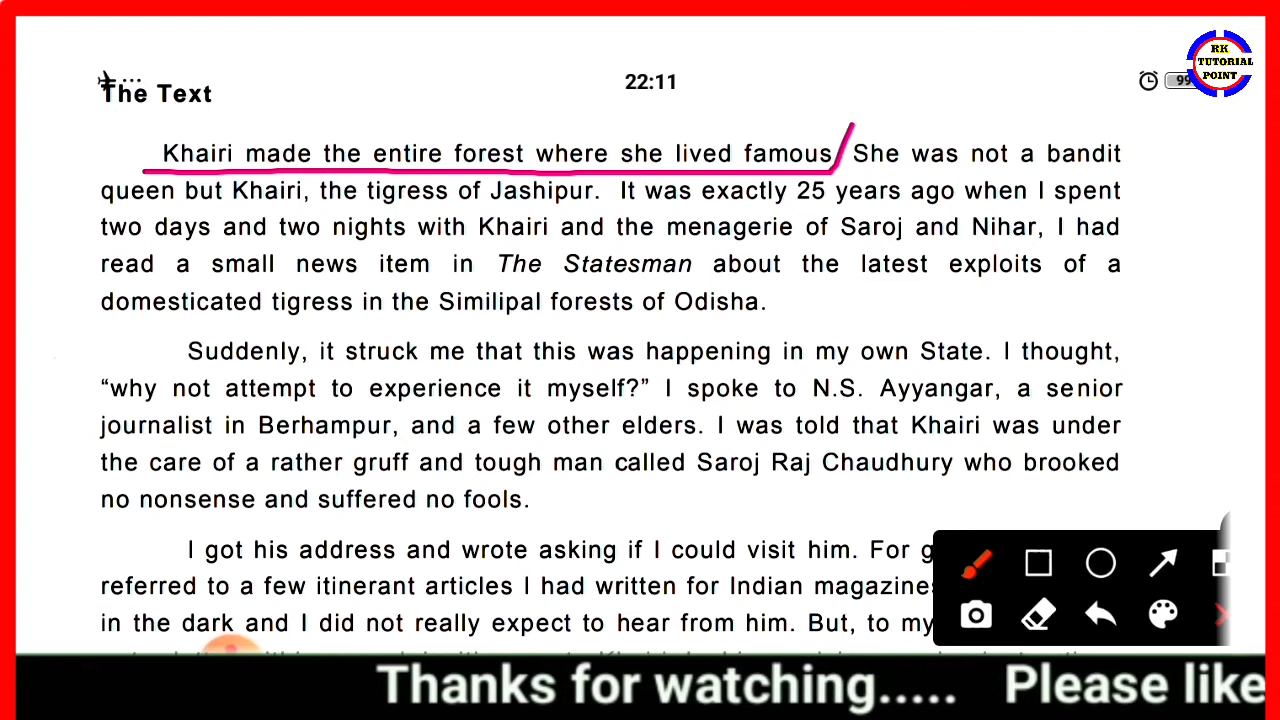 RK
TUTORIAL
POINT
22:11
99
The Text
Khairi made the entire forest where she lived famous. She was not a bandit
queen but Khairi, the tigress of Jashipur. It was exactly 25 years ago when I spent
two days and two nights with Khairi and the menagerie of Saroj and Nihar, I had
read a small news item in The Statesman about the latest exploits of a
domesticated tigress in the Similipal forests of Odisha.
Suddenly, it struck me that this was happening in my own State. I thought,
“why not attempt to experience it myself?” I spoke to N.S. Ayyangar, a senior
journalist in Berhampur, and a few other elders. I was told that Khairi was under
the care of a rather gruff and tough man called Saroj Raj Chaudhury who brooked
no nonsense and suffered no fools.
I got his address and wrote asking if I could visit him. For
referred to a few itinerant articles I had written for Indian magazines
in the dark and I did not really expect to hear from him. But, to my
Thanks for watching..... Please like